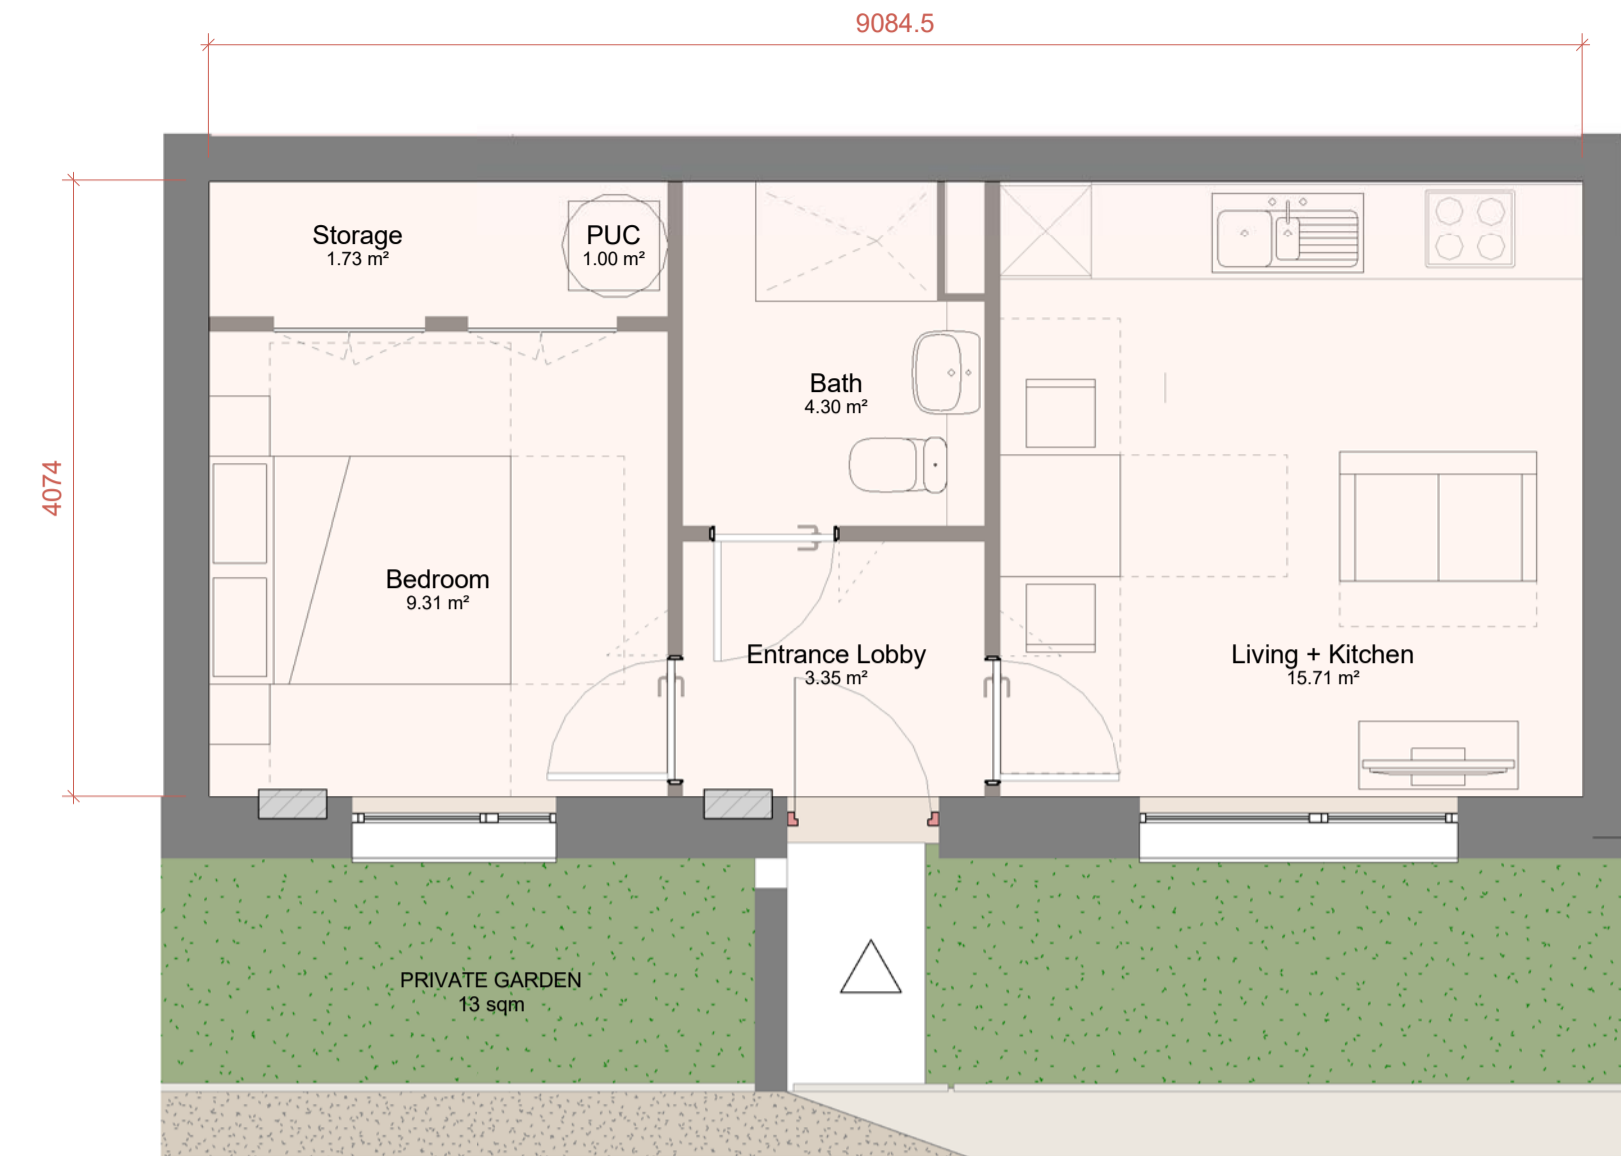 9084.5
4074
Storage
1.73 m²
PUC
1.00 m²
Bath
4.30 m²
Bedroom
9.31 m²
Entrance Lobby
3.35 m²
Living + Kitchen
15.71 m²
PRIVATE GARDEN
13 sqm